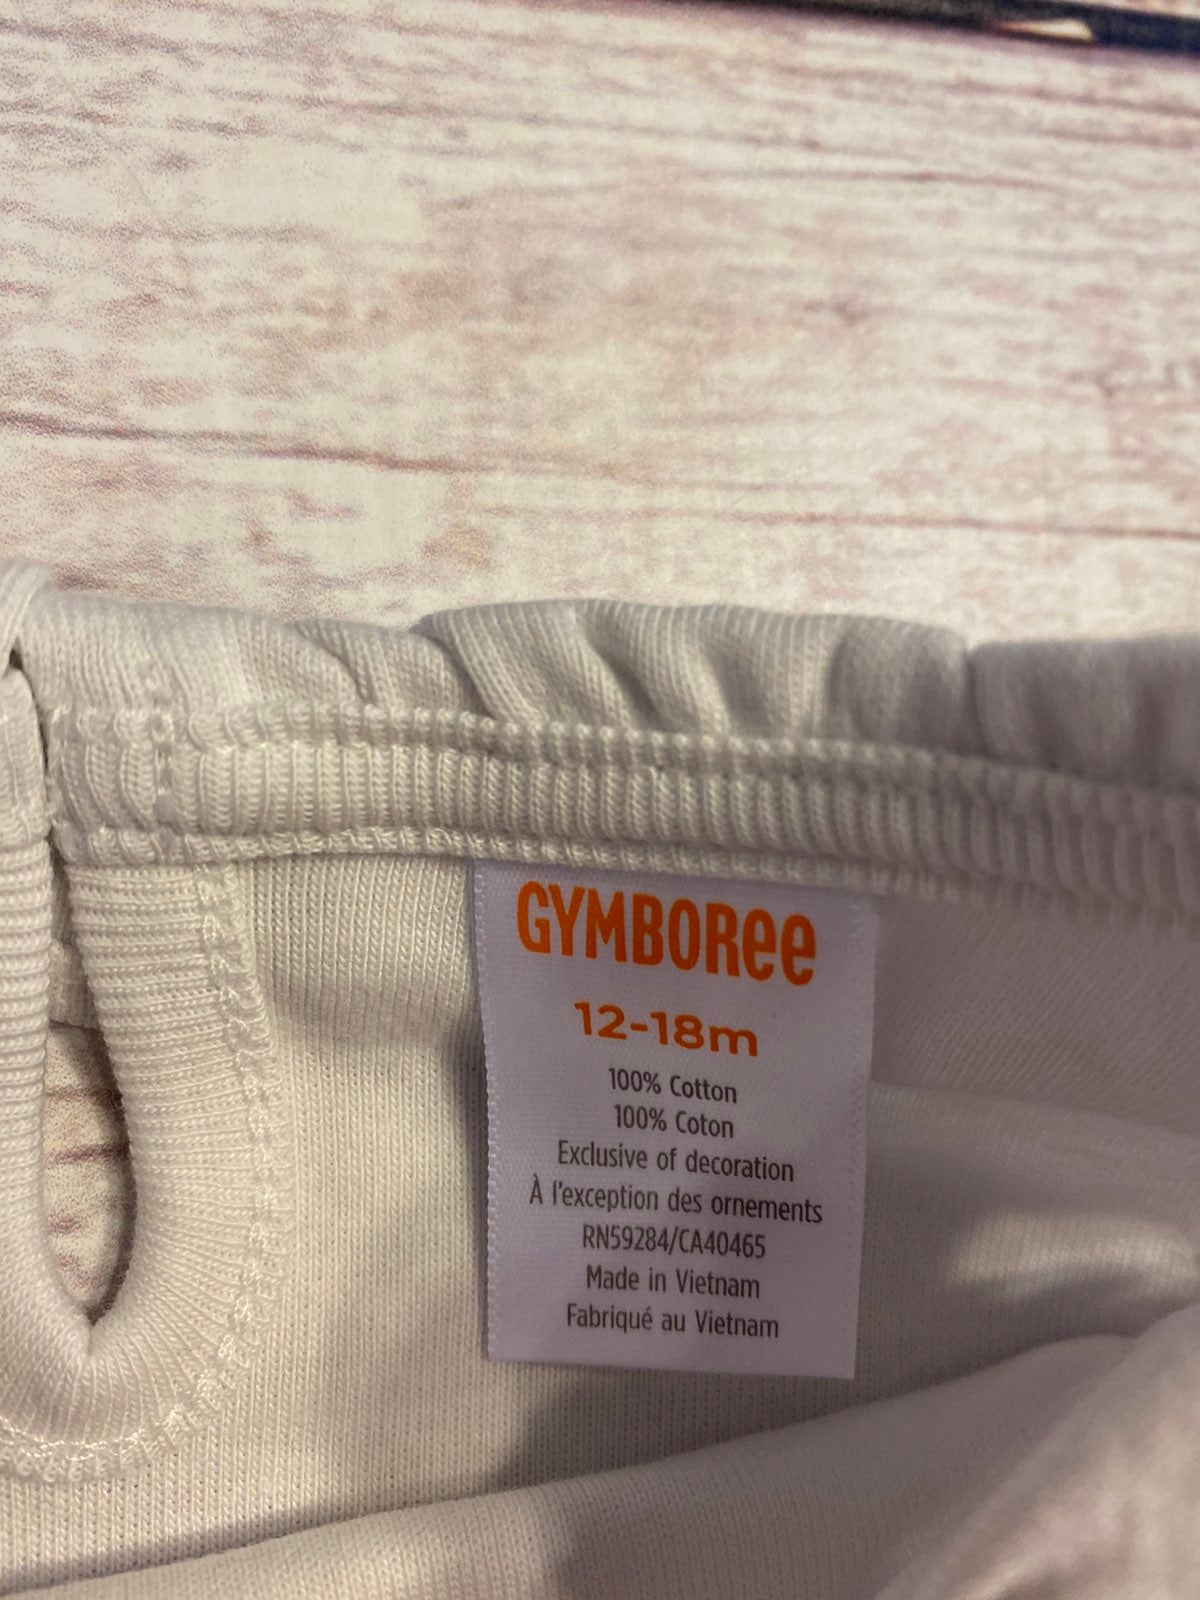 GYMBOREE
12-18m
100% Cotton
100% Coton
Exclusive of decoration
À l'exception des ornements
RN59284/CA40465
Made in Vietnam
Fabriqué au Vietnam